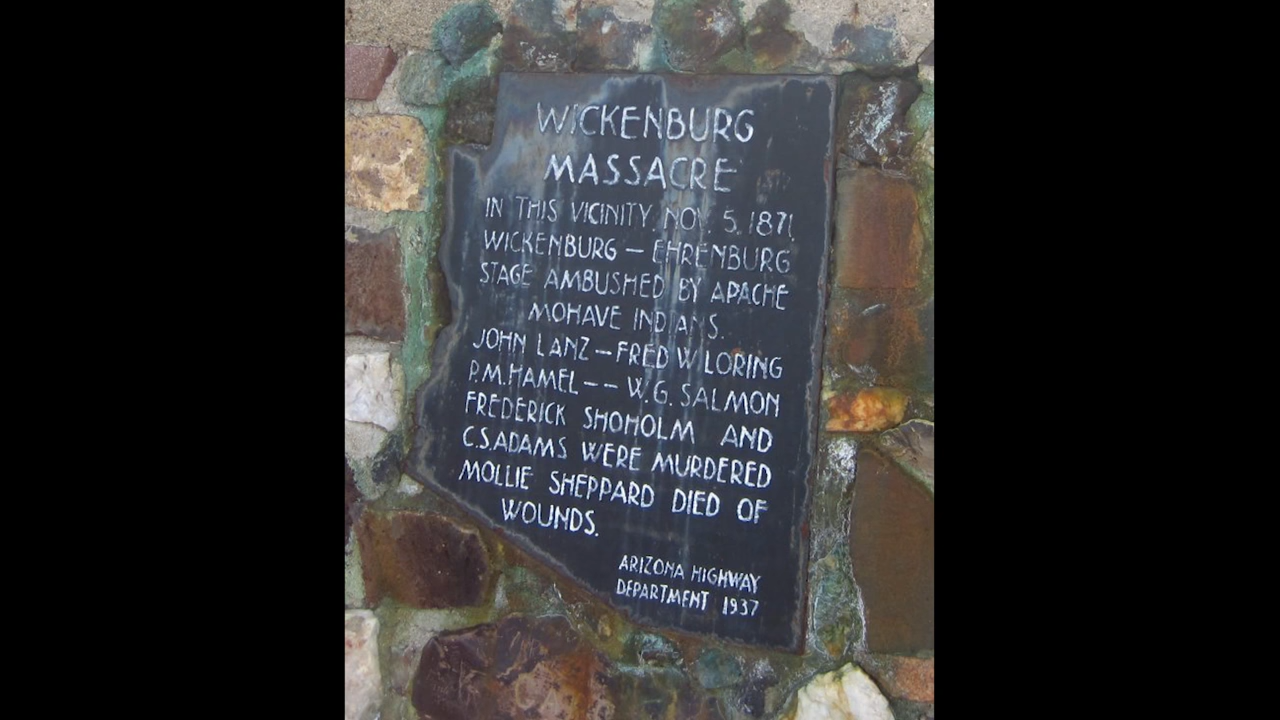 WICKENBURG
MASSACRE
IN THIS VICINITY, NOV. 5, 1871,
WICKENBURG — EHRENBURG
STAGE AMBUSHED BY APACHE
MOHAVE INDIANS.
JOHN LANZ — FRED W. LORING
P.M. HAMEL —— W.G. SALMON
FREDERICK SHOHOLM AND
C.S. ADAMS WERE MURDERED
MOLLIE SHEPPARD DIED OF
WOUNDS.
ARIZONA HIGHWAY
DEPARTMENT 1937